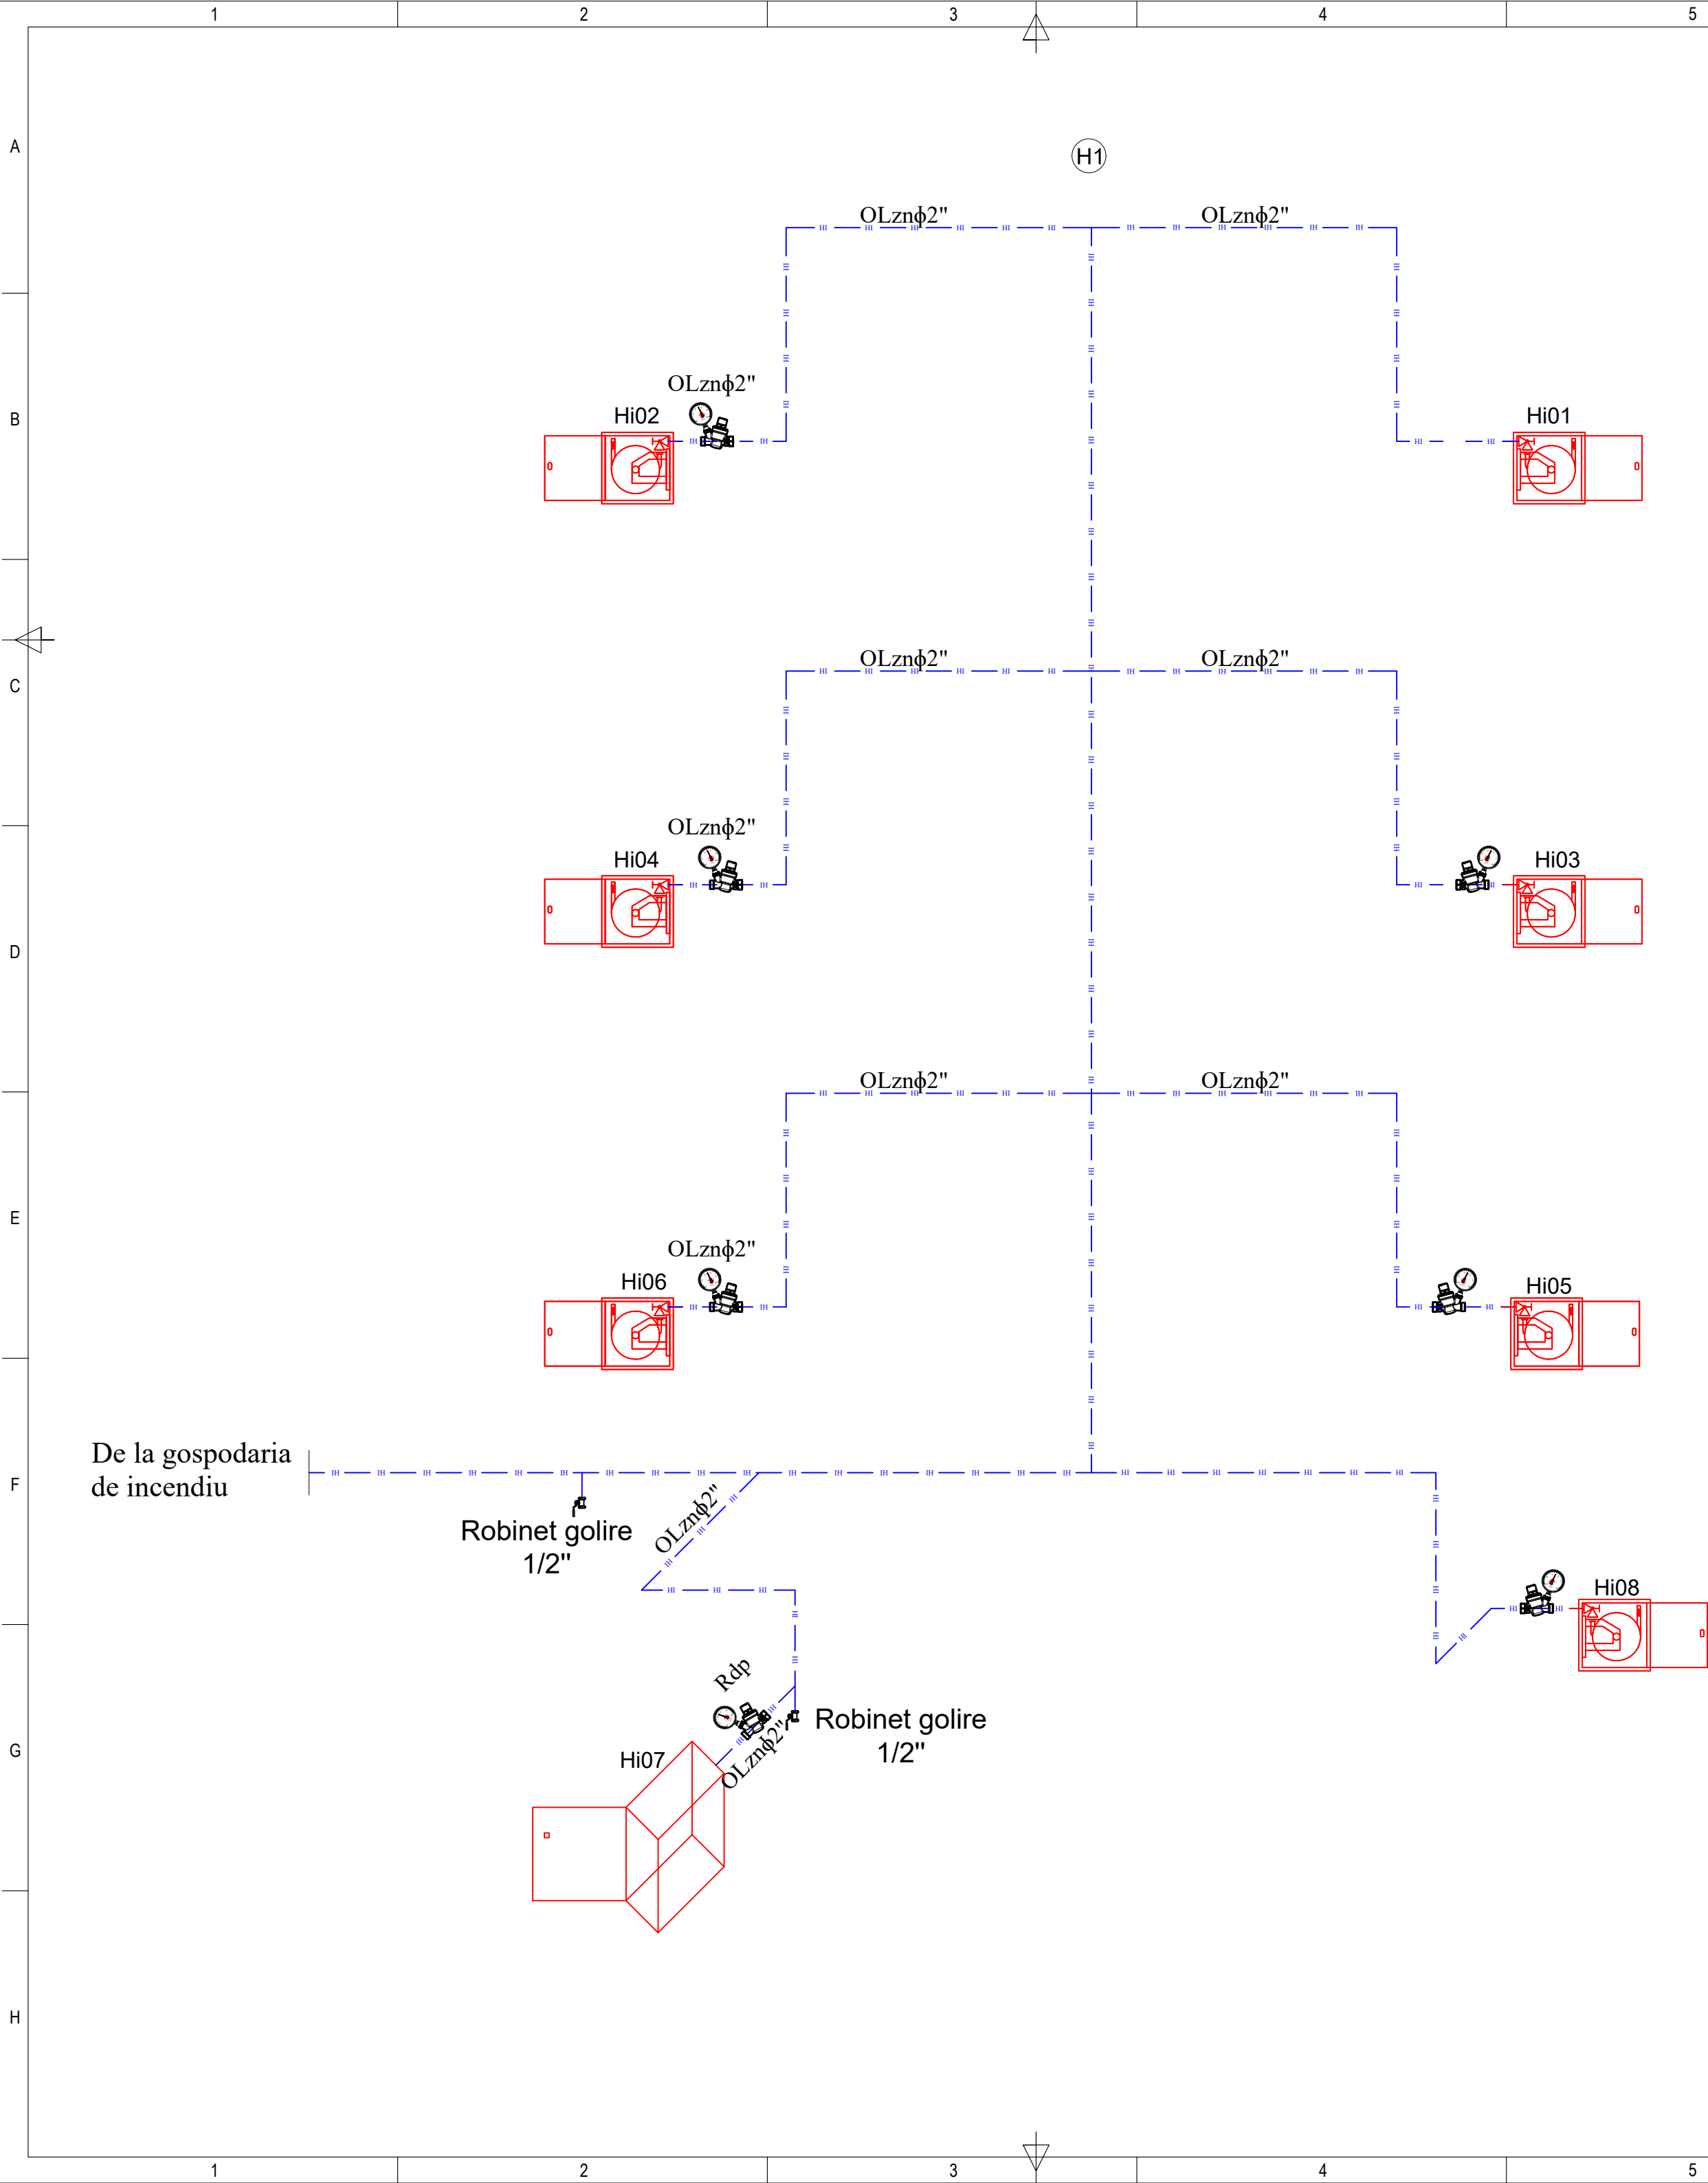 1 2 3 4 5
A
H1
OLznϕ2" OLznϕ2"
OLznϕ2"
B
Hi02 Hi01
OLznϕ2" OLznϕ2"
C
OLznϕ2"
Hi04 Hi03
D
OLznϕ2" OLznϕ2"
E
OLznϕ2"
Hi06 Hi05
De la gospodaria
de incendiu
F
OLznϕ2"
Robinet golire
1/2"
Hi08
Rdp
Robinet golire
1/2"
G
Hi07
OLznϕ2"
H
1 2 3 4 5